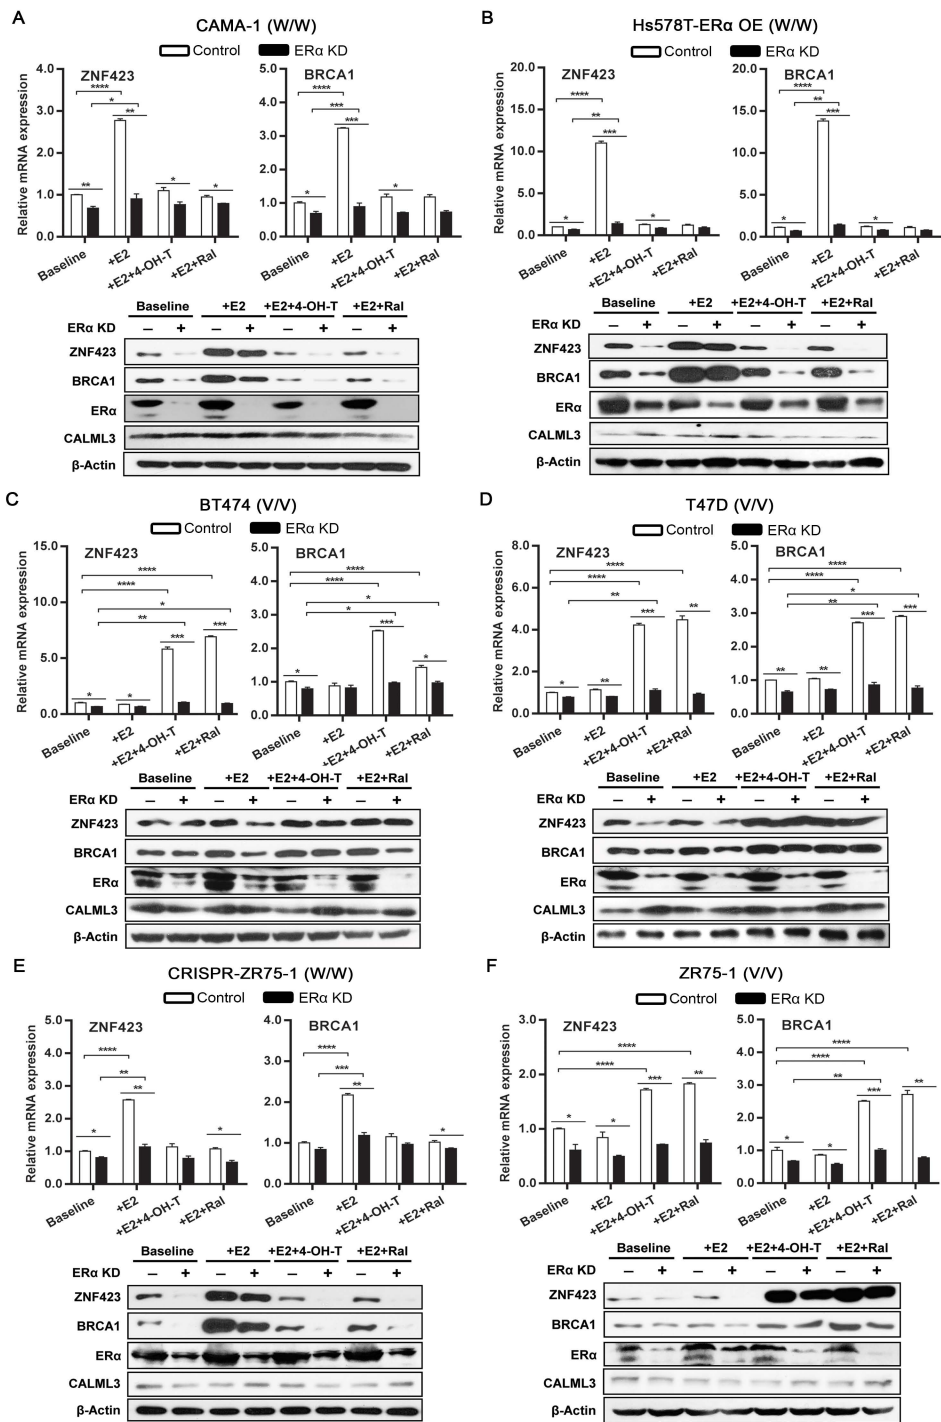 A
CAMA-1 (W/W)
Control ERα KD
ZNF423
BRCA1
Relative mRNA expression
4.0
3.0
2.0
1.0
0.0
5.0
4.0
3.0
2.0
1.0
0.0
****
*
**
**
*
*
****
***
***
*
*
Baseline
+E2
+E2+4-OH-T
+E2+Ral
Baseline
+E2
+E2+4-OH-T
+E2+Ral
Baseline +E2 +E2+4-OH-T +E2+Ral
ERα KD – + – + – + – +
ZNF423
BRCA1
ERα
CALML3
β-Actin
B
Hs578T-ERα OE (W/W)
Control ERα KD
ZNF423
BRCA1
Relative mRNA expression
20.0
15.0
10.0
5.0
0.0
20.0
15.0
10.0
5.0
0.0
****
**
***
*
*
****
**
***
*
*
Baseline
+E2
+E2+4-OH-T
+E2+Ral
Baseline
+E2
+E2+4-OH-T
+E2+Ral
Baseline +E2 +E2+4-OH-T +E2+Ral
ERα KD – + – + – + – +
ZNF423
BRCA1
ERα
CALML3
β-Actin
C
BT474 (V/V)
Control ERα KD
ZNF423
BRCA1
Relative mRNA expression
15.0
10.0
5.0
0.0
5.0
4.0
3.0
2.0
1.0
0.0
****
****
*
**
***
***
*
*
****
****
*
*
***
*
*
Baseline
+E2
+E2+4-OH-T
+E2+Ral
Baseline
+E2
+E2+4-OH-T
+E2+Ral
Baseline +E2 +E2+4-OH-T +E2+Ral
ERα KD – + – + – + – +
ZNF423
BRCA1
ERα
CALML3
β-Actin
D
T47D (V/V)
Control ERα KD
ZNF423
BRCA1
Relative mRNA expression
8.0
6.0
4.0
2.0
0.0
5.0
4.0
3.0
2.0
1.0
0.0
****
****
**
***
**
*
**
****
****
*
**
***
***
**
**
Baseline
+E2
+E2+4-OH-T
+E2+Ral
Baseline
+E2
+E2+4-OH-T
+E2+Ral
Baseline +E2 +E2+4-OH-T +E2+Ral
ERα KD – + – + – + – +
ZNF423
BRCA1
ERα
CALML3
β-Actin
E
CRISPR-ZR75-1 (W/W)
Control ERα KD
ZNF423
BRCA1
Relative mRNA expression
5.0
4.0
3.0
2.0
1.0
0.0
4.0
3.0
2.0
1.0
0.0
****
**
**
*
*
****
***
**
*
Baseline
+E2
+E2+4-OH-T
+E2+Ral
Baseline
+E2
+E2+4-OH-T
+E2+Ral
Baseline +E2 +E2+4-OH-T +E2+Ral
ERα KD – + – + – + – +
ZNF423
BRCA1
ERα
CALML3
β-Actin
F
ZR75-1 (V/V)
Control ERα KD
ZNF423
BRCA1
Relative mRNA expression
3.0
2.0
1.0
0.0
5.0
4.0
3.0
2.0
1.0
0.0
****
****
***
**
*
*
****
****
**
***
**
*
*
Baseline
+E2
+E2+4-OH-T
+E2+Ral
Baseline
+E2
+E2+4-OH-T
+E2+Ral
Baseline +E2 +E2+4-OH-T +E2+Ral
ERα KD – + – + – + – +
ZNF423
BRCA1
ERα
CALML3
β-Actin